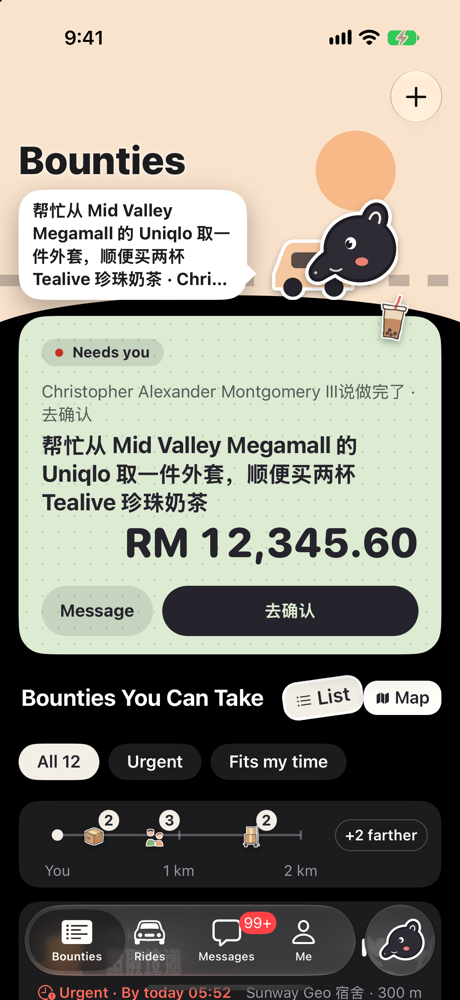 9:41
Bounties
帮忙从 Mid Valley
Megamall 的 Uniqlo 取一
件外套，顺便买两杯
Tealive 珍珠奶茶 · Chri...
Needs you
Christopher Alexander Montgomery III说做完了 ·
去确认
帮忙从 Mid Valley Megamall 的
Uniqlo 取一件外套，顺便买两杯
Tealive 珍珠奶茶
RM 12,345.60
Message
去确认
Bounties You Can Take
List
Map
All 12
Urgent
Fits my time
2
3
2
+2 farther
You
1 km
2 km
99+
Bounties
Rides
Messages
Me
Urgent · By today 05:52
Sunway Geo 宿舍 · 300 m